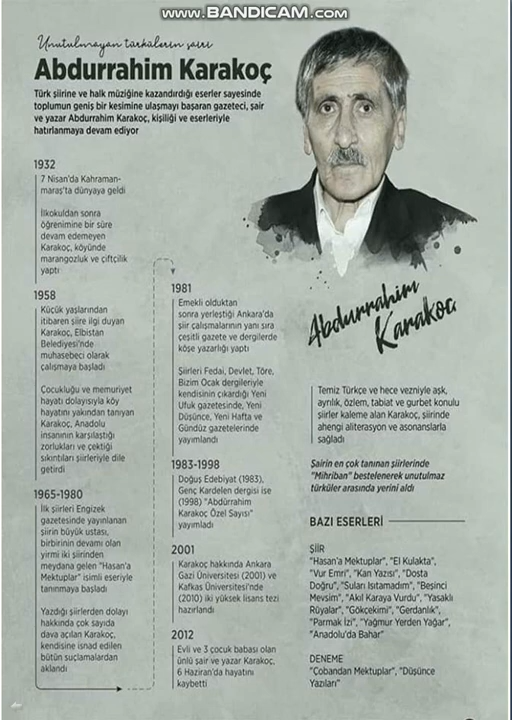 www.BANDICAM.com
Unutulmayan türkülerin şairi
Abdurrahim Karakoç
Türk şiirine ve halk müziğine kazandırdığı eserler sayesinde
toplumun geniş bir kesimine ulaşmayı başaran gazeteci, şair
ve yazar Abdurrahim Karakoç, kişiliği ve eserleriyle
hatırlanmaya devam ediyor
1932
7 Nisan'da Kahraman-
maraş'ta dünyaya geldi
İlkokuldan sonra
öğrenimine bir süre
devam edemeyen
Karakoç, köyünde
marangozluk ve çiftçilik
yaptı
1958
Küçük yaşlarından
itibaren şiire ilgi duyan
Karakoç, Elbistan
Belediyesi'nde
muhasebeci olarak
çalışmaya başladı
Çocukluğu ve memuriyet
hayatı dolayısıyla köy
hayatını yakından tanıyan
Karakoç, Anadolu
insanının karşılaştığı
zorlukları ve çektiği
sıkıntıları şiirleriyle dile
getirdi
1965-1980
İlk şiirleri Engizek
gazetesinde yayınlanan
şiirin büyük ustası,
birbirinin devamı olan
yirmi iki şiirinden
meydana gelen "Hasan'a
Mektuplar" isimli eseriyle
tanınmaya başladı
Yazdığı şiirlerden dolayı
hakkında çok sayıda
dava açılan Karakoç,
kendisine isnad edilen
bütün suçlamalardan
aklandı
1981
Emekli olduktan
sonra yerleştiği Ankara'da
şiir çalışmalarının yanı sıra
çeşitli gazete ve dergilerde
köşe yazarlığı yaptı
Şiirleri Fedai, Devlet, Töre,
Bizim Ocak dergileriyle
kendisinin çıkardığı Yeni
Ufuk gazetesinde, Yeni
Düşünce, Yeni Hafta ve
Gündüz gazetelerinde
yayımlandı
1983-1998
Doğuş Edebiyat (1983),
Genç Kardelen dergisi ise
(1998) "Abdürrahim
Karakoç Özel Sayısı"
yayımladı
2001
Karakoç hakkında Ankara
Gazi Üniversitesi (2001) ve
Kafkas Üniversitesi'nde
(2010) iki yüksek lisans tezi
hazırlandı
2012
Evli ve 3 çocuk babası olan
ünlü şair ve yazar Karakoç,
6 Haziran'da hayatını
kaybetti
Abdurrahim
Karakoç
Temiz Türkçe ve hece vezniyle aşk,
ayrılık, özlem, tabiat ve gurbet konulu
şiirler kaleme alan Karakoç, şiirinde
ahengi aliterasyon ve asonanslarla
sağladı
Şairin en çok tanınan şiirlerinden
"Mihriban" bestelenerek unutulmaz
türküler arasında yerini aldı
BAZI ESERLERİ
ŞİİR
"Hasan'a Mektuplar", "El Kulakta",
"Vur Emri", "Kan Yazısı", "Dosta
Doğru", "Suları Isıtamadım", "Beşinci
Mevsim", "Akıl Karaya Vurdu", "Yasaklı
Rüyalar", "Gökçekimi", "Gerdanlık",
"Parmak İzi", "Yağmur Yerden Yağar",
"Anadolu'da Bahar"
DENEME
"Çobandan Mektuplar", "Düşünce
Yazıları"